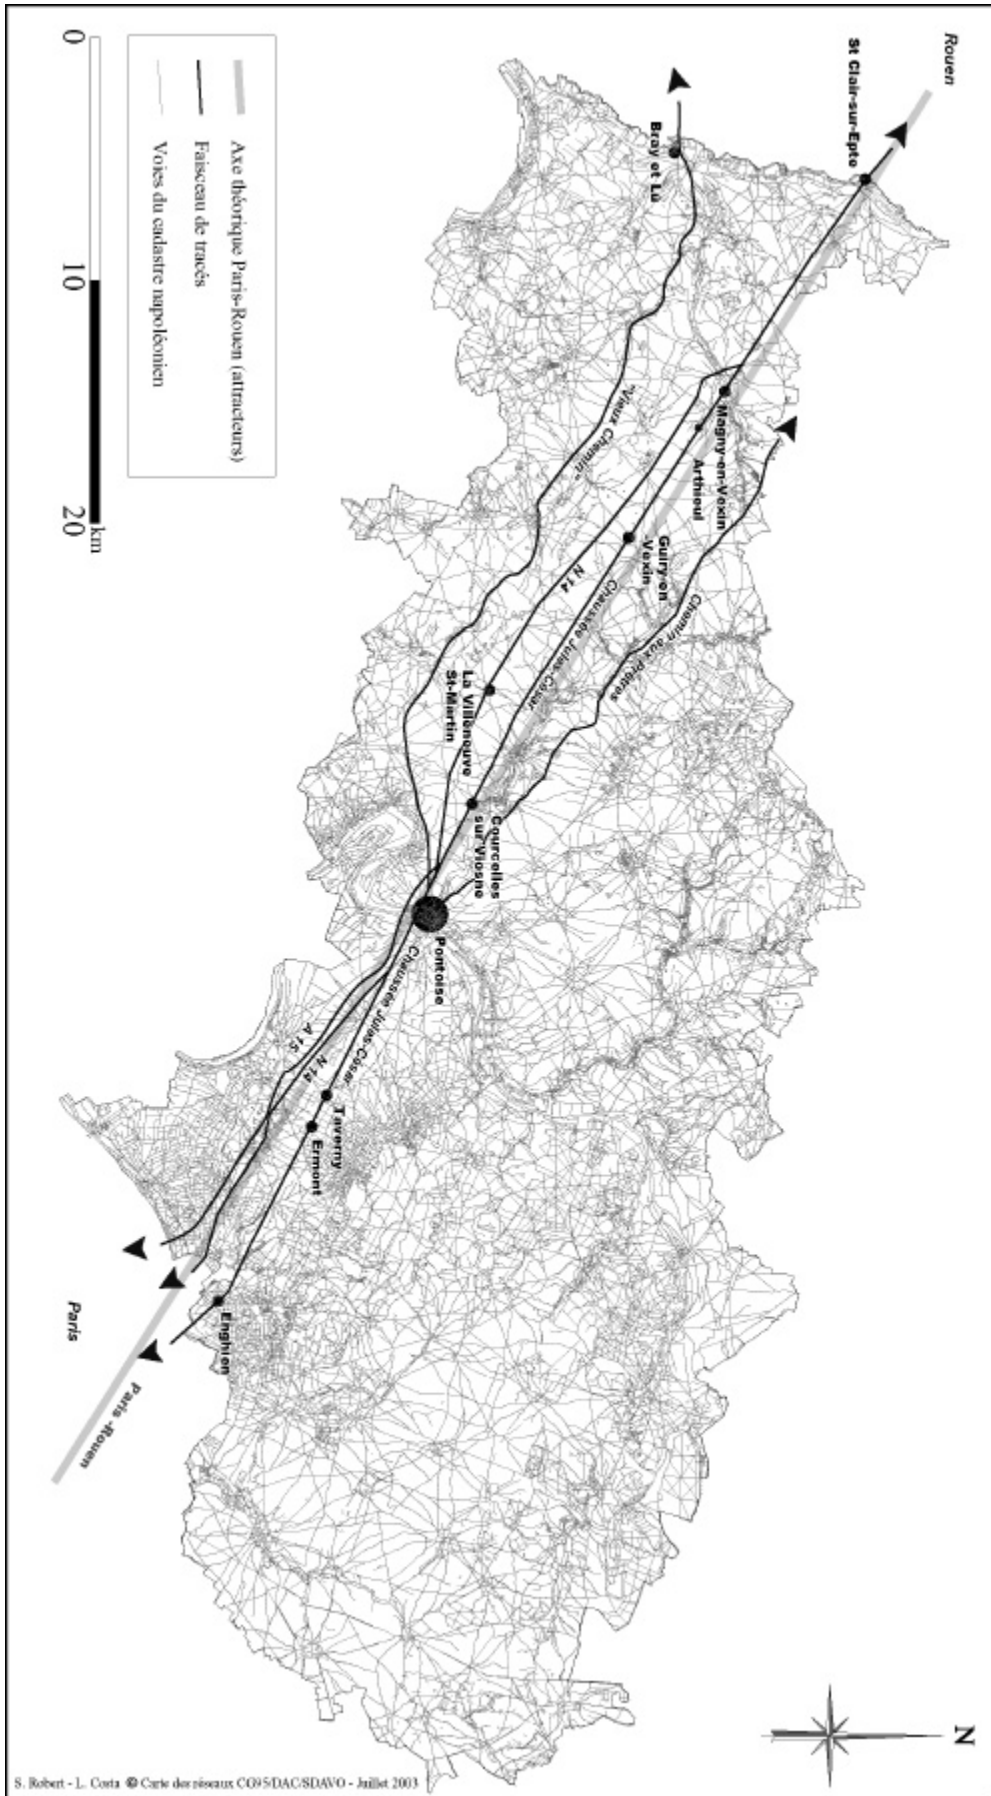 Rouen
St Clair-sur-Epte
Bray et Lû
Magny-en-Vexin
Arthieul
Guiry-en
-Vexin
"Vieux Chemin"
N 14
Chaussée Jules-César
Chemin aux Prêtres
La Villeneuve
St-Martin
Courcelles
sur Viosne
Pontoise
Chaussée Jules-César
A 15
N 14
Taverny
Ermont
Enghien
Paris
Paris -Rouen
N
0
10
20
km
Axe théorique Paris-Rouen (attracteurs)
Faisceau de tracés
Voies du cadastre napoléonien
S. Robert - L. Costa © Carte des réseaux CG95/DAC/SDAVO - Juillet 2003